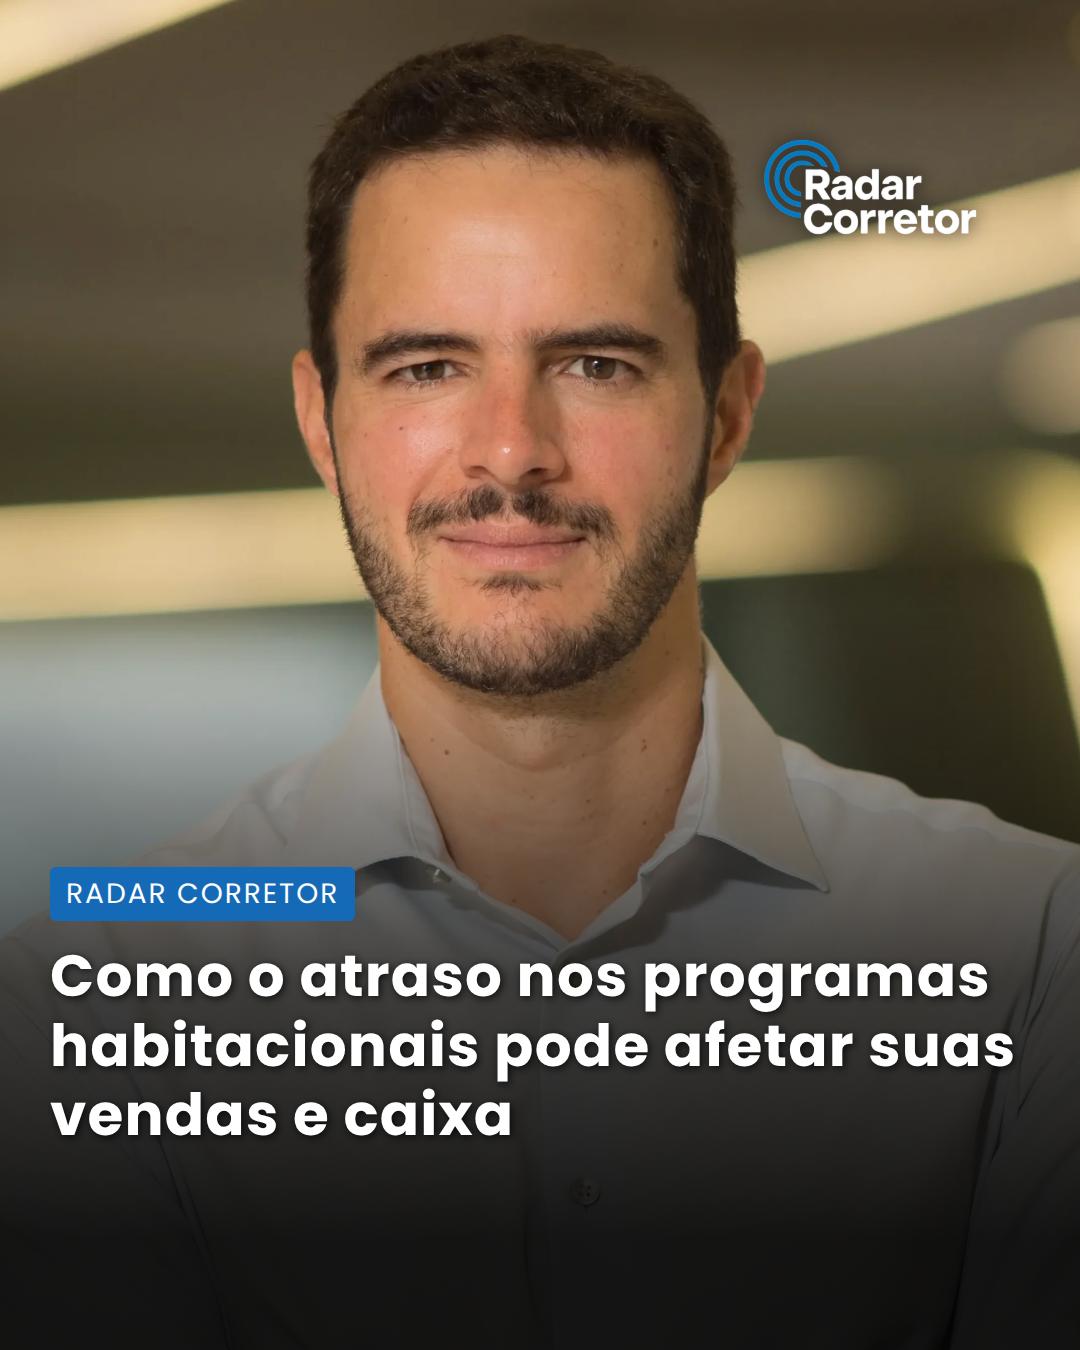 Radar
Corretor
RADAR CORRETOR
Como o atraso nos programas
habitacionais pode afetar suas
vendas e caixa